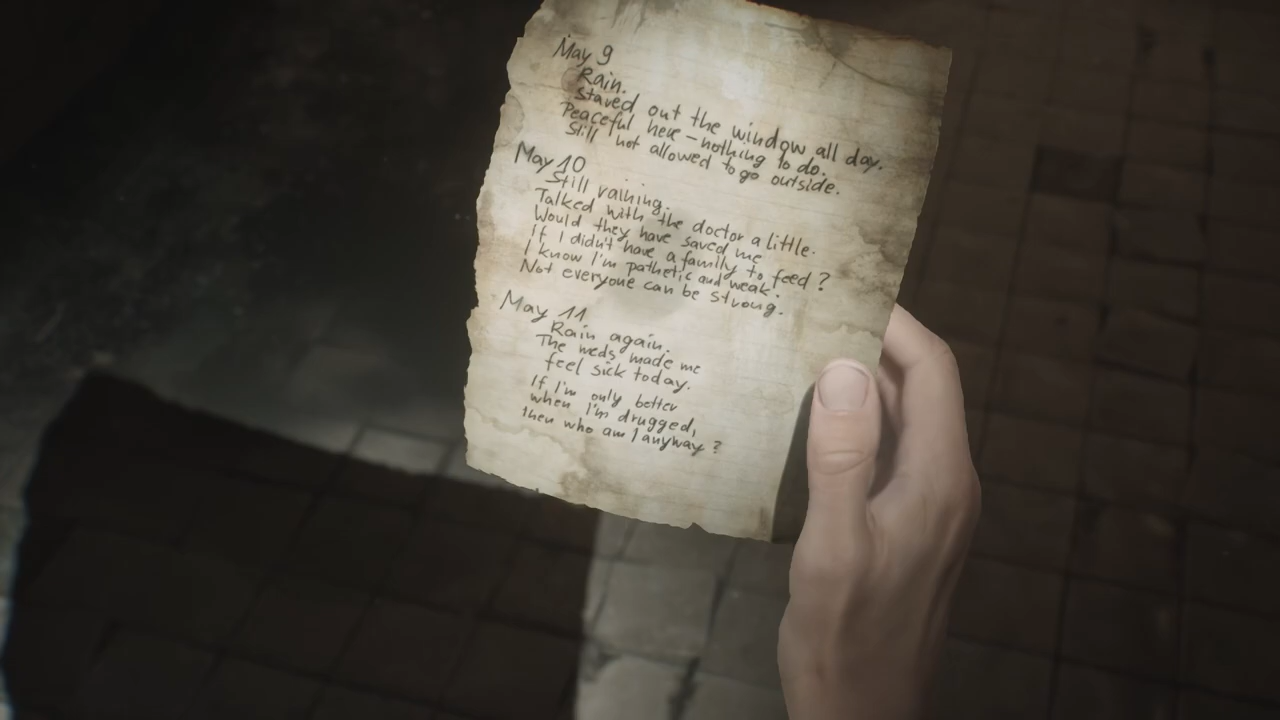 May 9
Rain.
Stared out the window all day.
Peaceful here – nothing to do.
Still not allowed to go outside.
May 10
Still raining.
Talked with the doctor a little.
Would they have saved me
if I didn't have a family to feed?
I know I'm pathetic and weak.
Not everyone can be strong.
May 11
Rain again.
The meds made me
feel sick today.
If I'm only better
when I'm drugged,
then who am I anyway?